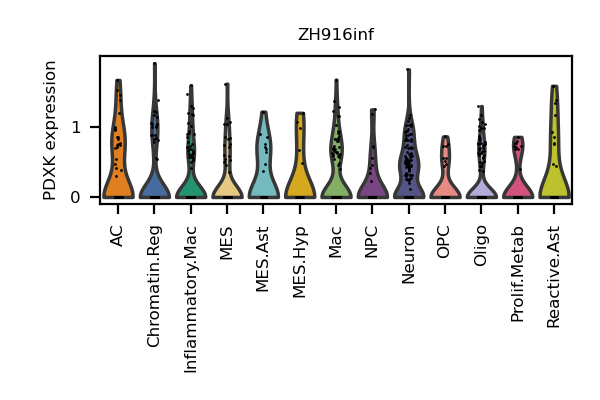 ZH916inf
PDXK expression
1
0
AC
Chromatin.Reg
Inflammatory.Mac
MES
MES.Ast
MES.Hyp
Mac
NPC
Neuron
OPC
Oligo
Prolif.Metab
Reactive.Ast